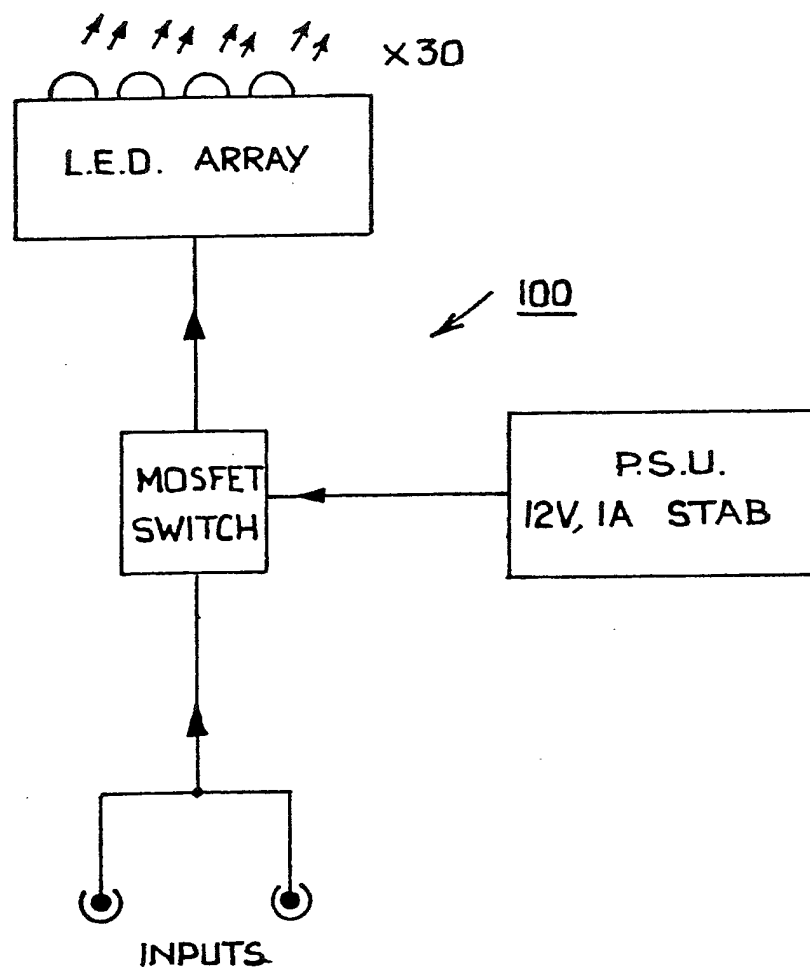 X30
L.E.D. ARRAY
100
MOSFET
SWITCH
P.S.U.
12V, 1A STAB
INPUTS